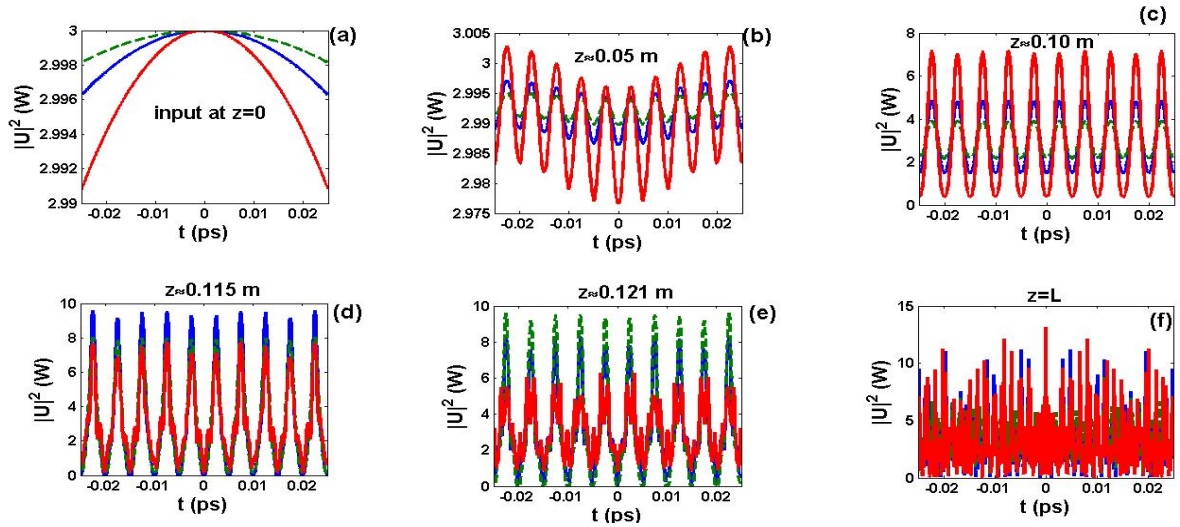 (a)
3
2.998
2.996
2.994
2.992
2.99
|U|² (W)
input at z=0
-0.02 -0.01 0 0.01 0.02
t (ps)
(b)
3.005
3
2.995
2.99
2.985
2.98
2.975
|U|² (W)
z≈0.05 m
-0.02 -0.01 0 0.01 0.02
t (ps)
(c)
z≈0.10 m
8
6
4
2
0
|U|² (W)
-0.02 -0.01 0 0.01 0.02
t (ps)
z≈0.115 m
(d)
10
8
6
4
2
0
|U|² (W)
-0.02 -0.01 0 0.01 0.02
t (ps)
z≈0.121 m
(e)
10
8
6
4
2
0
|U|² (W)
-0.02 -0.01 0 0.01 0.02
t (ps)
z=L
(f)
15
10
5
0
|U|² (W)
-0.02 -0.01 0 0.01 0.02
t (ps)